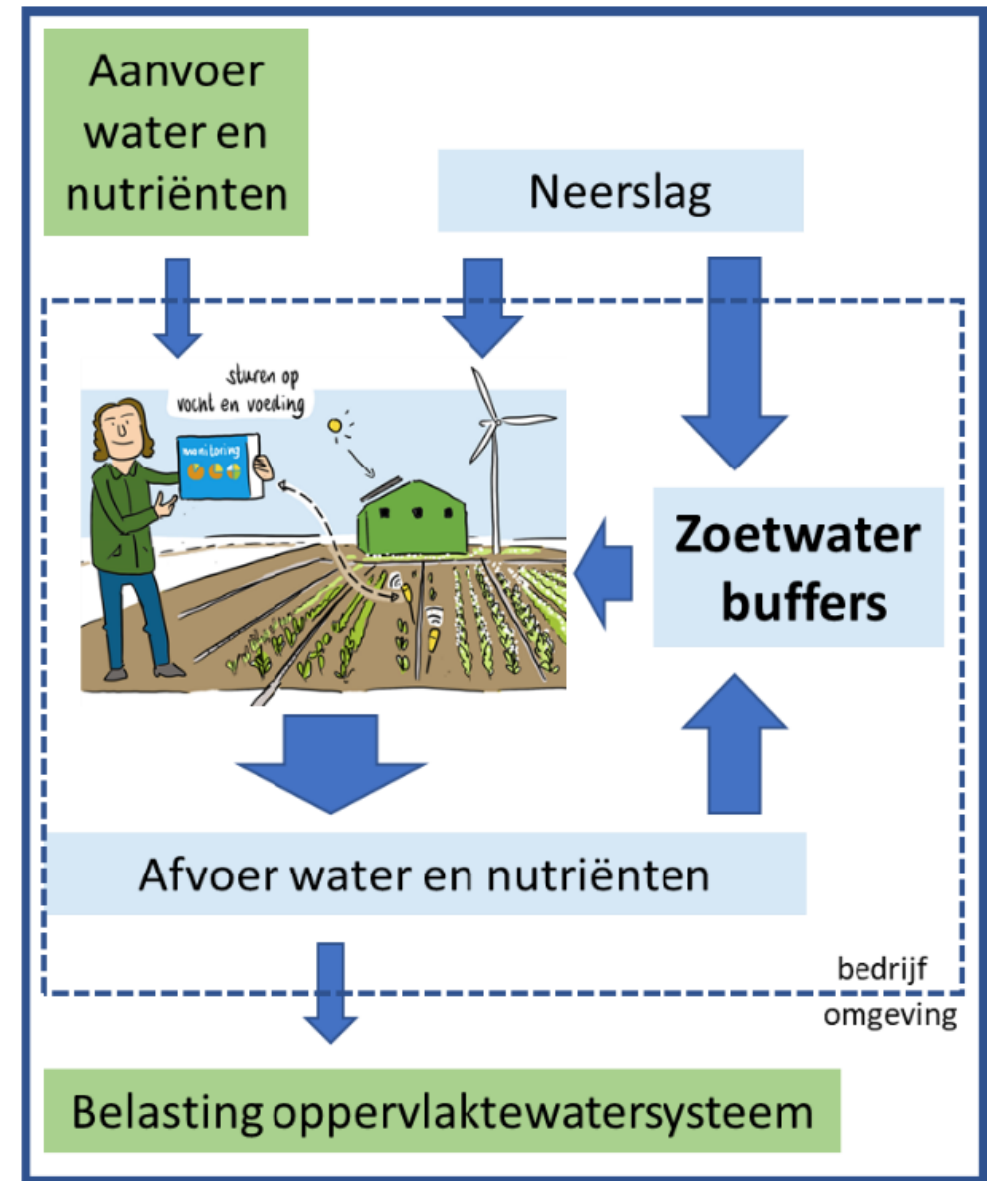 Aanvoer
water en
nutriënten
Neerslag
sturen op
vocht en voeding
monitoring
Zoetwater
buffers
Afvoer water en nutriënten
bedrijf
omgeving
Belasting oppervlaktewatersysteem